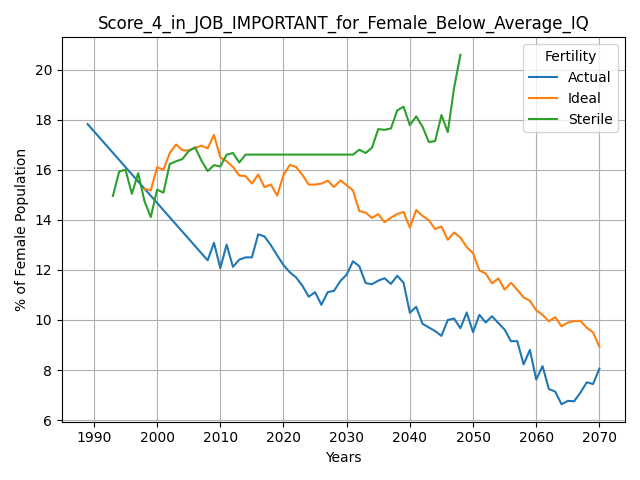 Score_4_in_JOB_IMPORTANT_for_Female_Below_Average_IQ
Fertility
Actual
Ideal
Sterile
% of Female Population
20
18
16
14
12
10
8
6
1990 2000 2010 2020 2030 2040 2050 2060 2070
Years